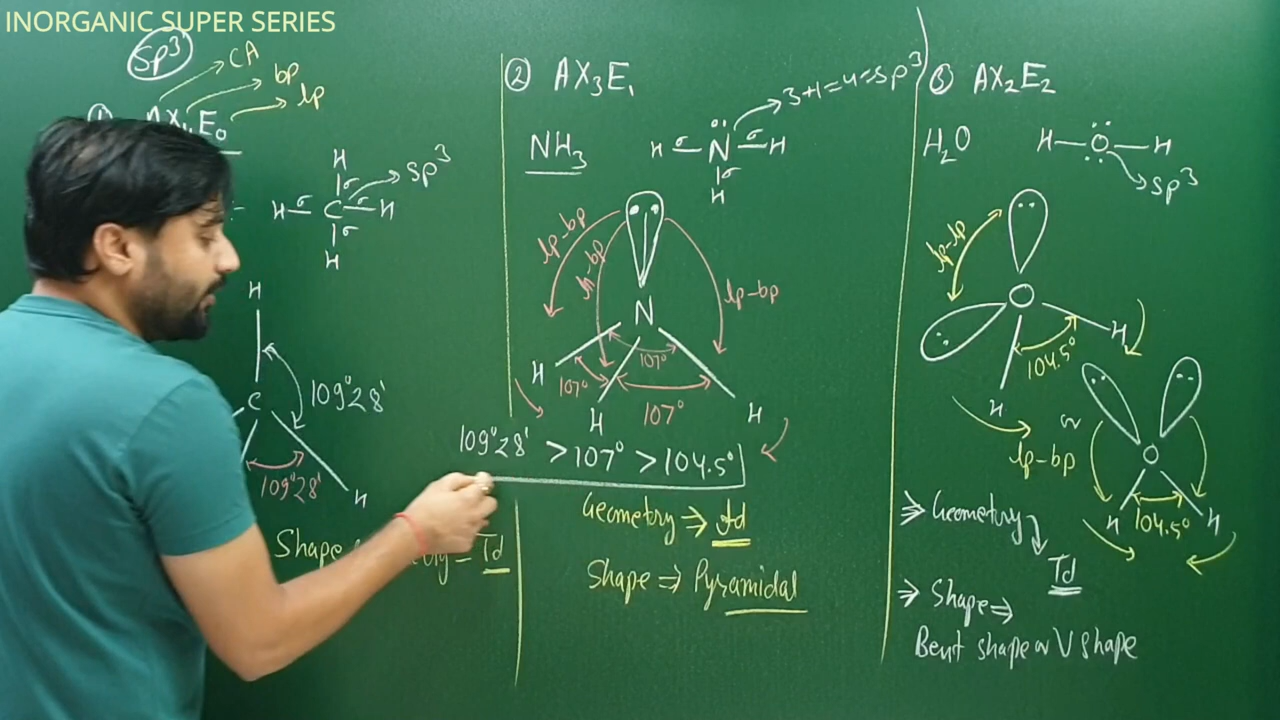 INORGANIC SUPER SERIES
sp³
CA
bp
lp
E₀
H
H σ C σ H
σ
σ
H
sp³
H
109°28'
C
109°28'
H
Shape
Td
② AX₃E₁
3+1=4=sp³
NH₃
H σ N̈ σ H
σ
H
lp-bp
lp-bp
lp-bp
N
107°
107°
107°
H
H
H
109°28' > 107° > 104.5°
Geometry ⇒ td
Shape ⇒ Pyramidal
③ AX₂E₂
H₂O
H—O—H
sp³
lp-lp
O
H
104.5°
H
or
lp-bp
O
H
104.5°
H
⇒ Geometry
Td
⇒ Shape ⇒
Bent shape or V shape